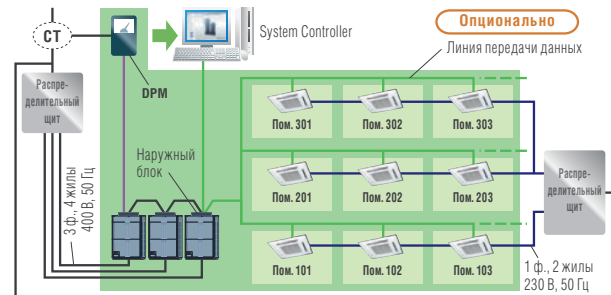 Опционально
CT
System Controller
Линия передачи данных
Распре-
делительный
щит
DPM
Пом. 301
Пом. 302
Пом. 303
Наружный
блок
3 ф., 4 жилы
400 В, 50 Гц
Пом. 201
Пом. 202
Пом. 203
Распре-
делительный
щит
Пом. 101
Пом. 102
Пом. 103
1 ф., 2 жилы
230 В, 50 Гц